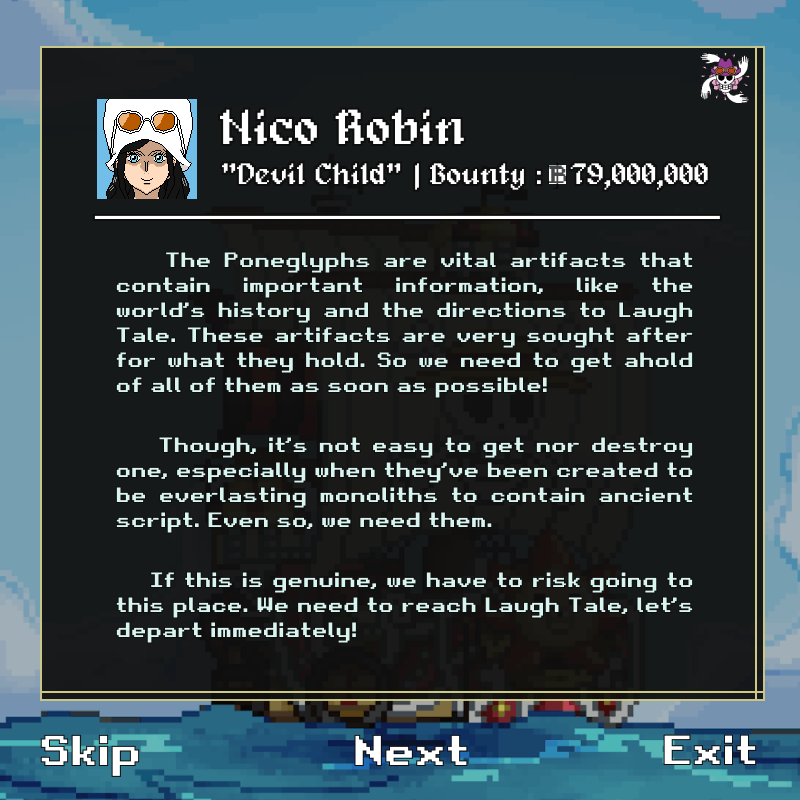 Nico Robin
"Devil Child" | Bounty : 79,000,000
The Poneglyphs are vital artifacts that
contain important information, like the
world's history and the directions to Laugh
Tale. These artifacts are very sought after
for what they hold. So we need to get ahold
of all of them as soon as possible!
Though, it's not easy to get nor destroy
one, especially when they've been created to
be everlasting monoliths to contain ancient
script. Even so, we need them.
If this is genuine, we have to risk going to
this place. We need to reach Laugh Tale, let's
depart immediately!
Skip Next Exit